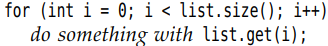 for (int i = 0; i < list.size(); i++)
do something with list.get(i);